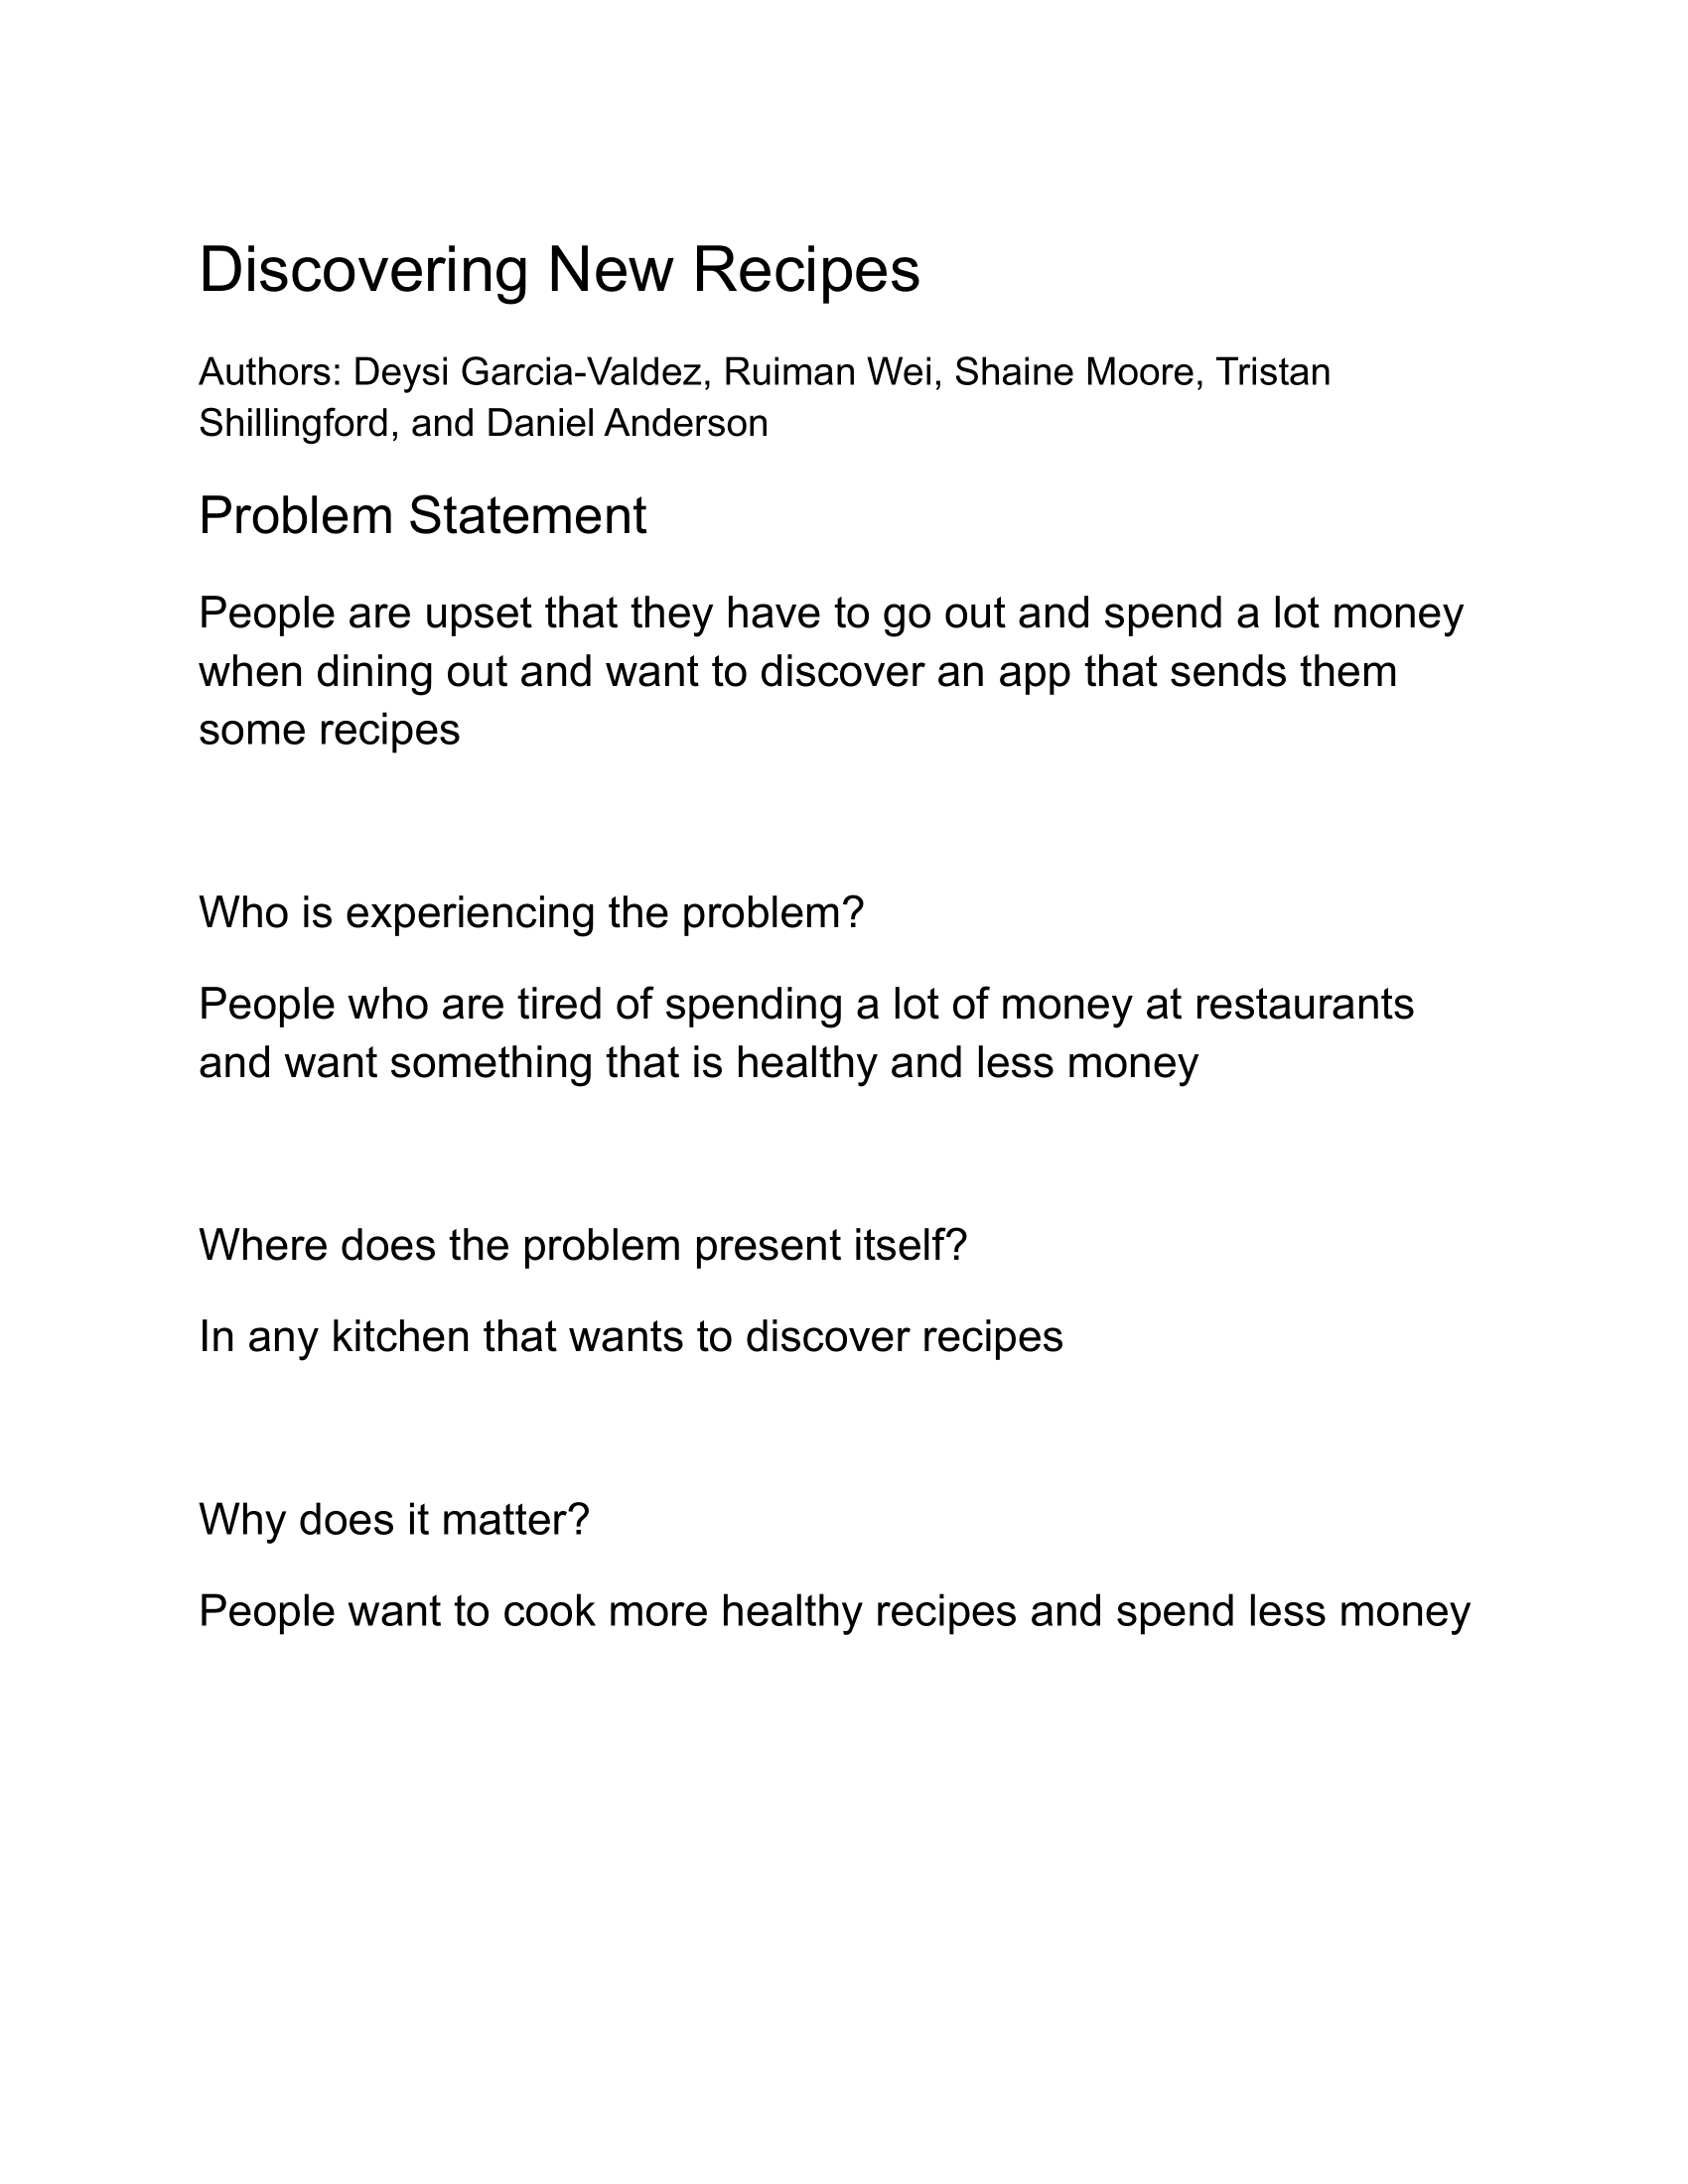 Discovering New Recipes
Authors: Deysi Garcia-Valdez, Ruiman Wei, Shaine Moore, Tristan
Shillingford, and Daniel Anderson
Problem Statement
People are upset that they have to go out and spend a lot money
when dining out and want to discover an app that sends them
some recipes
Who is experiencing the problem?
People who are tired of spending a lot of money at restaurants
and want something that is healthy and less money
Where does the problem present itself?
In any kitchen that wants to discover recipes
Why does it matter?
People want to cook more healthy recipes and spend less money